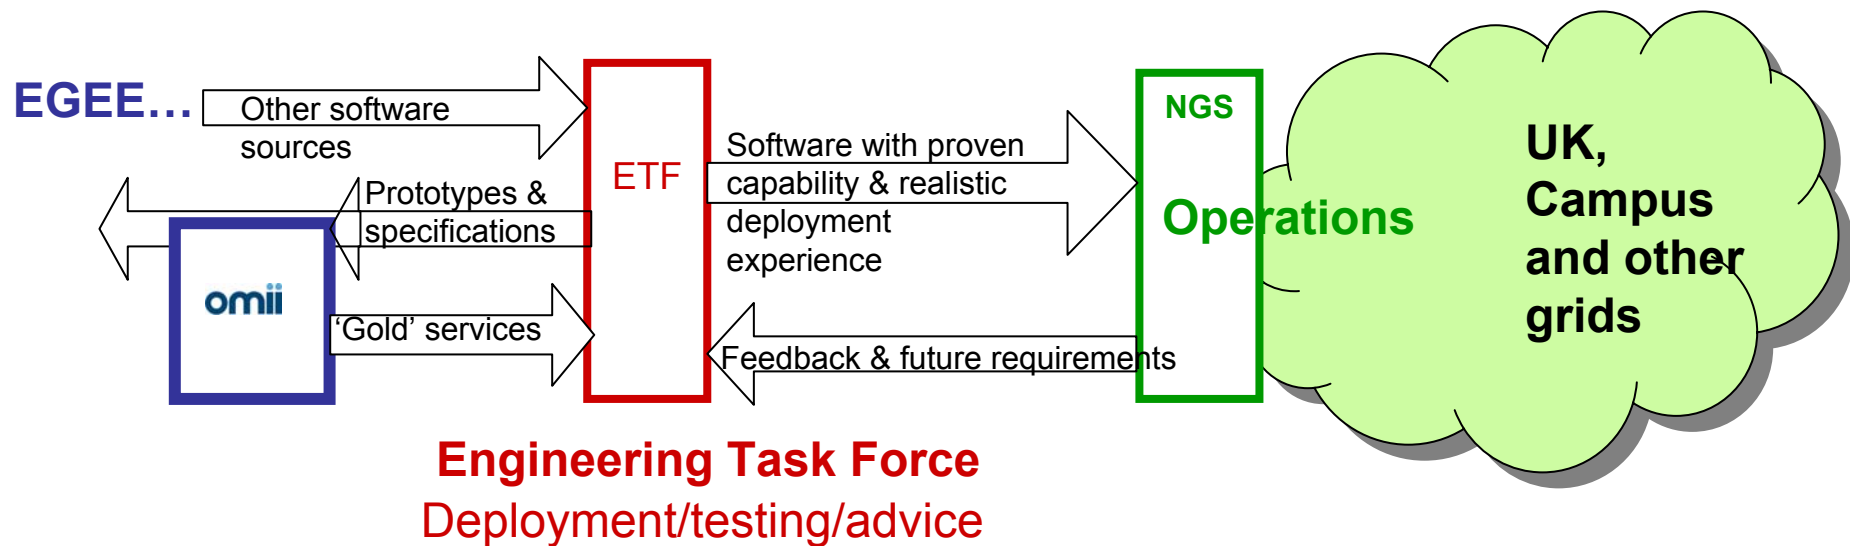 EGEE…
Other software
sources
Prototypes &
specifications
omii
'Gold' services
ETF
Software with proven
capability & realistic
deployment
experience
Feedback & future requirements
NGS
Operations
UK,
Campus
and other
grids
Engineering Task Force
Deployment/testing/advice